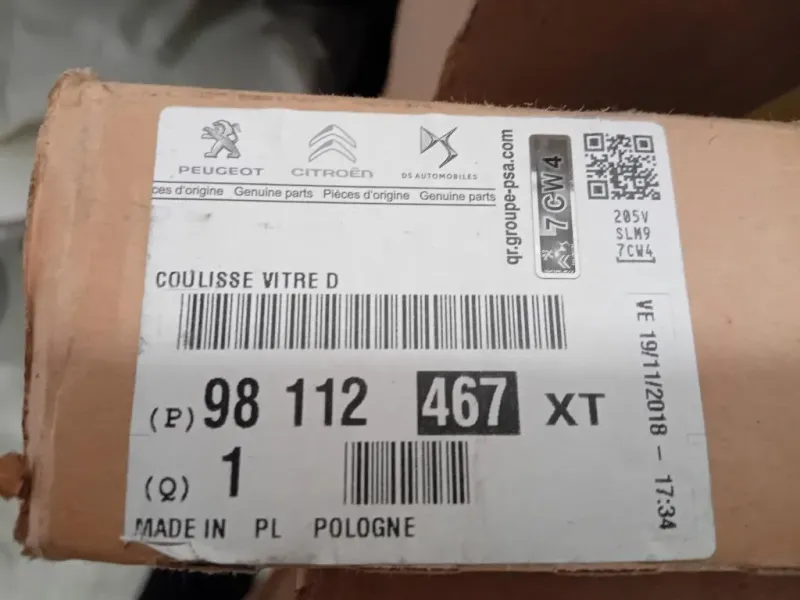 PEUGEOT
CITROËN
DS AUTOMOBILES
ces d'origine Genuine parts Pièces d'origine Genuine parts
qr.groupe-psa.com
7CW4
205V
SLM9
7CW4
COULISSE VITRE D
(P) 98 112 467 XT
(Q) 1
MADE IN PL POLOGNE
VE 19/11/2018 - 17:34